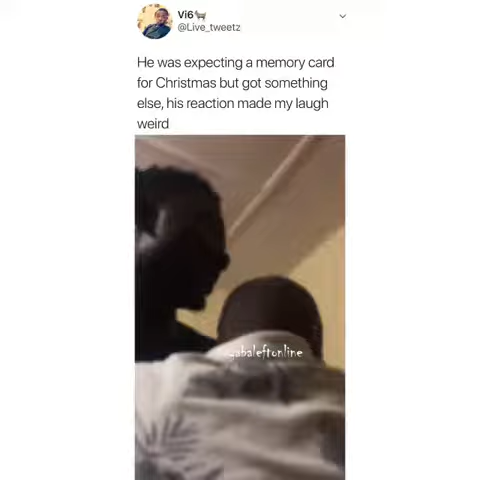 Vi6🐐
@Live_tweetz
He was expecting a memory card
for Christmas but got something
else, his reaction made my laugh
weird
yabaleftonline